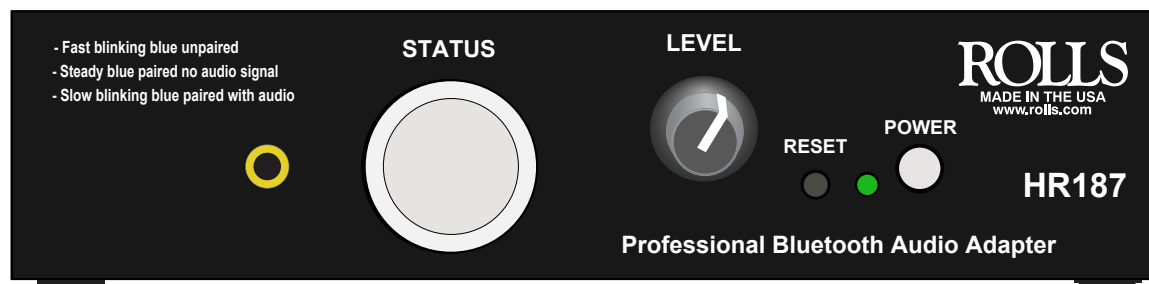 - Fast blinking blue unpaired
- Steady blue paired no audio signal
- Slow blinking blue paired with audio
STATUS
LEVEL
RESET
POWER
ROLLS
MADE IN THE USA
www.rolls.com
HR187
Professional Bluetooth Audio Adapter